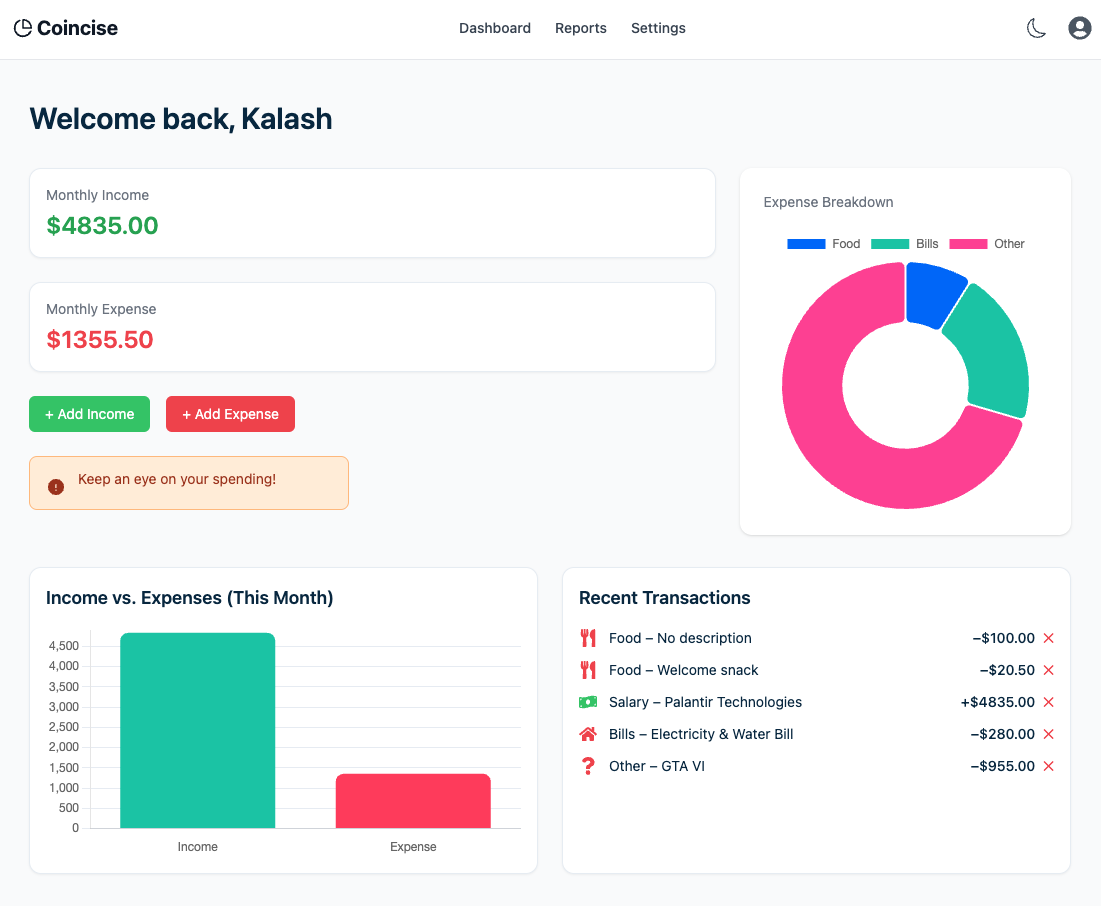 Coincise
Dashboard Reports Settings
Welcome back, Kalash
Monthly Income
$4835.00
Monthly Expense
$1355.50
+ Add Income + Add Expense
! Keep an eye on your spending!
Expense Breakdown
Food Bills Other
Income vs. Expenses (This Month)
4,500
4,000
3,500
3,000
2,500
2,000
1,500
1,000
500
0
Income Expense
Recent Transactions
Food – No description –$100.00
Food – Welcome snack –$20.50
Salary – Palantir Technologies +$4835.00
Bills – Electricity & Water Bill –$280.00
? Other – GTA VI –$955.00